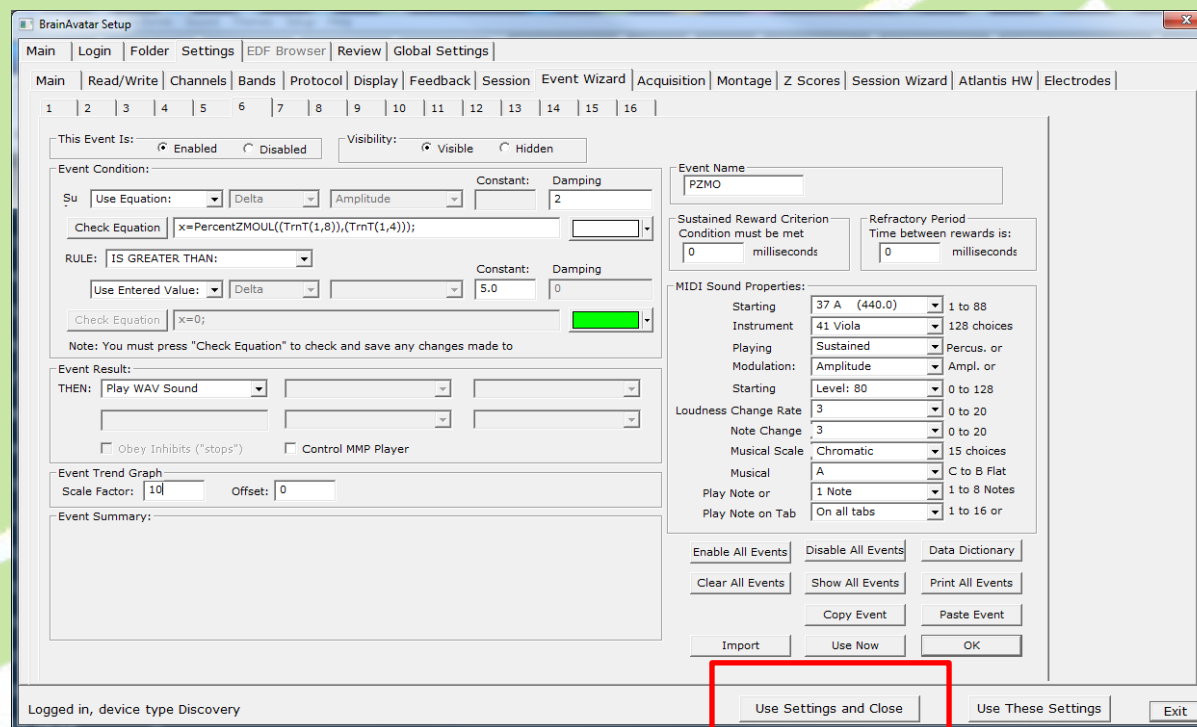 BrainAvatar Setup
Main Login Folder Settings EDF Browser Review Global Settings
Main Read/Write Channels Bands Protocol Display Feedback Session Event Wizard Acquisition Montage Z Scores Session Wizard Atlantis HW Electrodes
1 2 3 4 5 6 7 8 9 10 11 12 13 14 15 16
This Event Is: Enabled Disabled
Visibility: Visible Hidden
Event Condition:
Constant: Damping
Su Use Equation: Delta Amplitude 2
Check Equation x=PercentZMOUL((TrnT(1,8)),(TrnT(1,4)));
RULE: IS GREATER THAN:
Constant: Damping
Use Entered Value: Delta 5.0 0
Check Equation x=0;
Note: You must press "Check Equation" to check and save any changes made to
Event Result:
THEN: Play WAV Sound
Obey Inhibits ("stops") Control MMP Player
Event Trend Graph
Scale Factor: 10 Offset: 0
Event Summary:
Event Name
PZMO
Sustained Reward Criterion
Condition must be met
0 milliseconds
Refractory Period
Time between rewards is:
0 milliseconds
MIDI Sound Properties:
Starting 37 A (440.0) 1 to 88
Instrument 41 Viola 128 choices
Playing Sustained Percus. or
Modulation: Amplitude Ampl. or
Starting Level: 80 0 to 128
Loudness Change Rate 3 0 to 20
Note Change 3 0 to 20
Musical Scale Chromatic 15 choices
Musical A C to B Flat
Play Note or 1 Note 1 to 8 Notes
Play Note on Tab On all tabs 1 to 16 or
Enable All Events Disable All Events Data Dictionary
Clear All Events Show All Events Print All Events
Copy Event Paste Event
Import Use Now OK
Logged in, device type Discovery
Use Settings and Close Use These Settings Exit